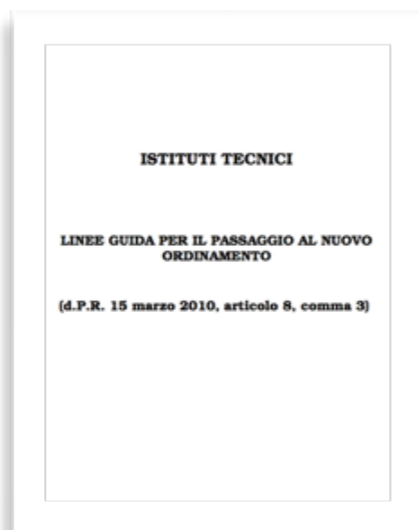 ISTITUTI TECNICI
LINEE GUIDA PER IL PASSAGGIO AL NUOVO
ORDINAMENTO
(d.P.R. 15 marzo 2010, articolo 8, comma 3)